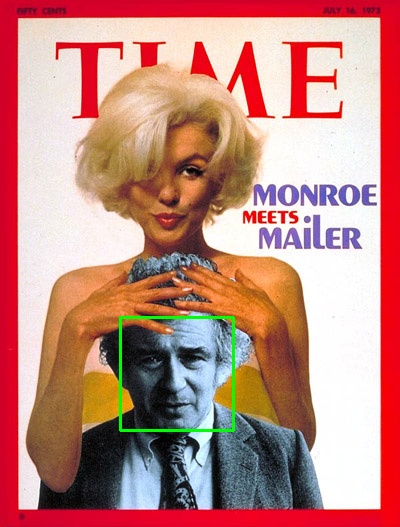 FIFTY CENTS
JULY 16, 1973
TIME
MONROE
MEETS
MAILER